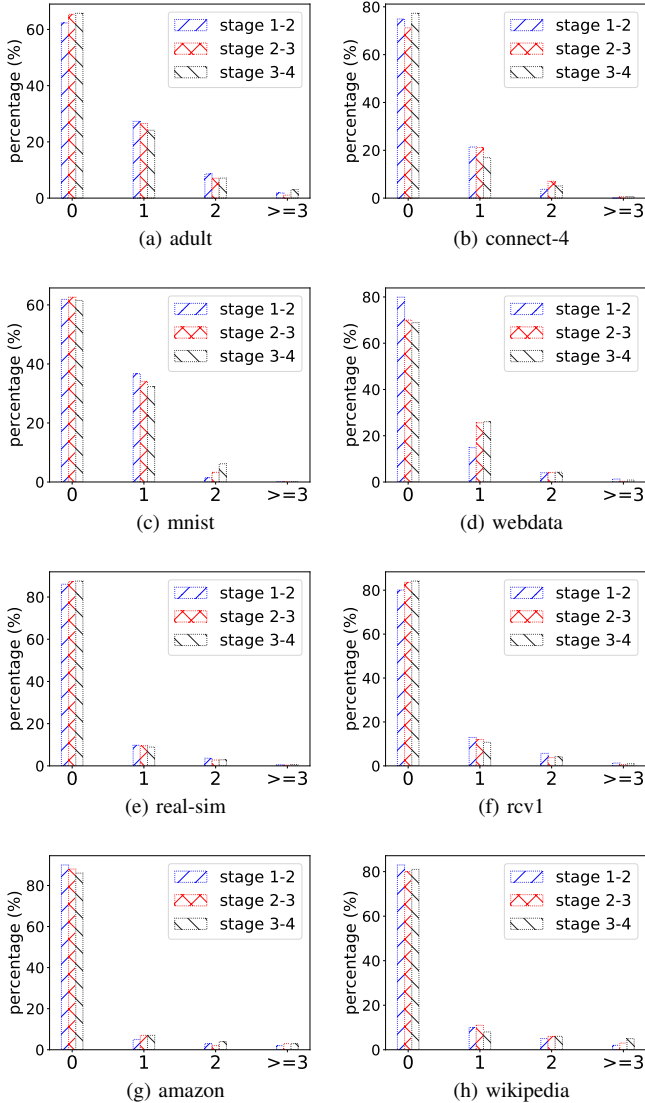 percentage (%)
60
40
20
0
stage 1-2
stage 2-3
stage 3-4
0 1 2 >=3
(a) adult
percentage (%)
80
60
40
20
0
stage 1-2
stage 2-3
stage 3-4
0 1 2 >=3
(b) connect-4
percentage (%)
60
40
20
0
stage 1-2
stage 2-3
stage 3-4
0 1 2 >=3
(c) mnist
percentage (%)
80
60
40
20
0
stage 1-2
stage 2-3
stage 3-4
0 1 2 >=3
(d) webdata
percentage (%)
80
60
40
20
0
stage 1-2
stage 2-3
stage 3-4
0 1 2 >=3
(e) real-sim
percentage (%)
80
60
40
20
0
stage 1-2
stage 2-3
stage 3-4
0 1 2 >=3
(f) rcv1
percentage (%)
80
60
40
20
0
stage 1-2
stage 2-3
stage 3-4
0 1 2 >=3
(g) amazon
percentage (%)
80
60
40
20
0
stage 1-2
stage 2-3
stage 3-4
0 1 2 >=3
(h) wikipedia